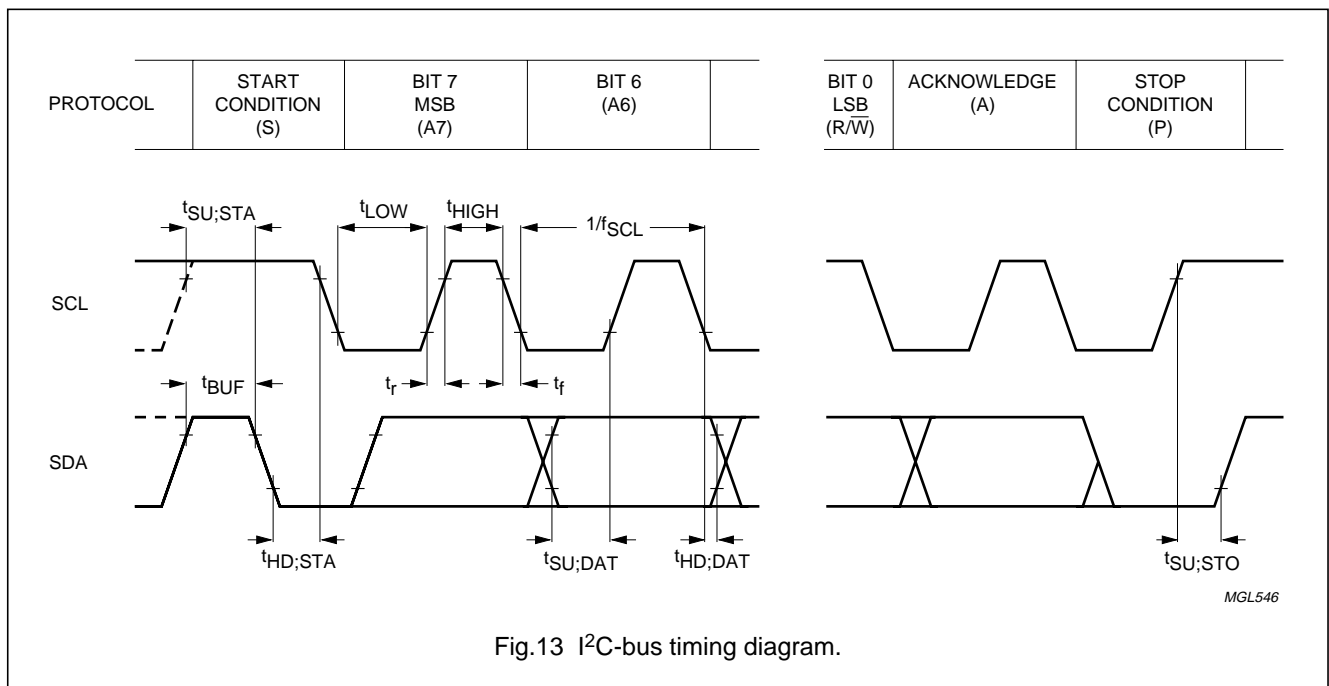 PROTOCOL
START
CONDITION
(S)
BIT 7
MSB
(A7)
BIT 6
(A6)
BIT 0
LSB
(R/W̅)
ACKNOWLEDGE
(A)
STOP
CONDITION
(P)
tSU;STA
tLOW
tHIGH
1/fSCL
SCL
tBUF
tr
tf
SDA
tHD;STA
tSU;DAT
tHD;DAT
tSU;STO
MGL546
Fig.13 I²C-bus timing diagram.